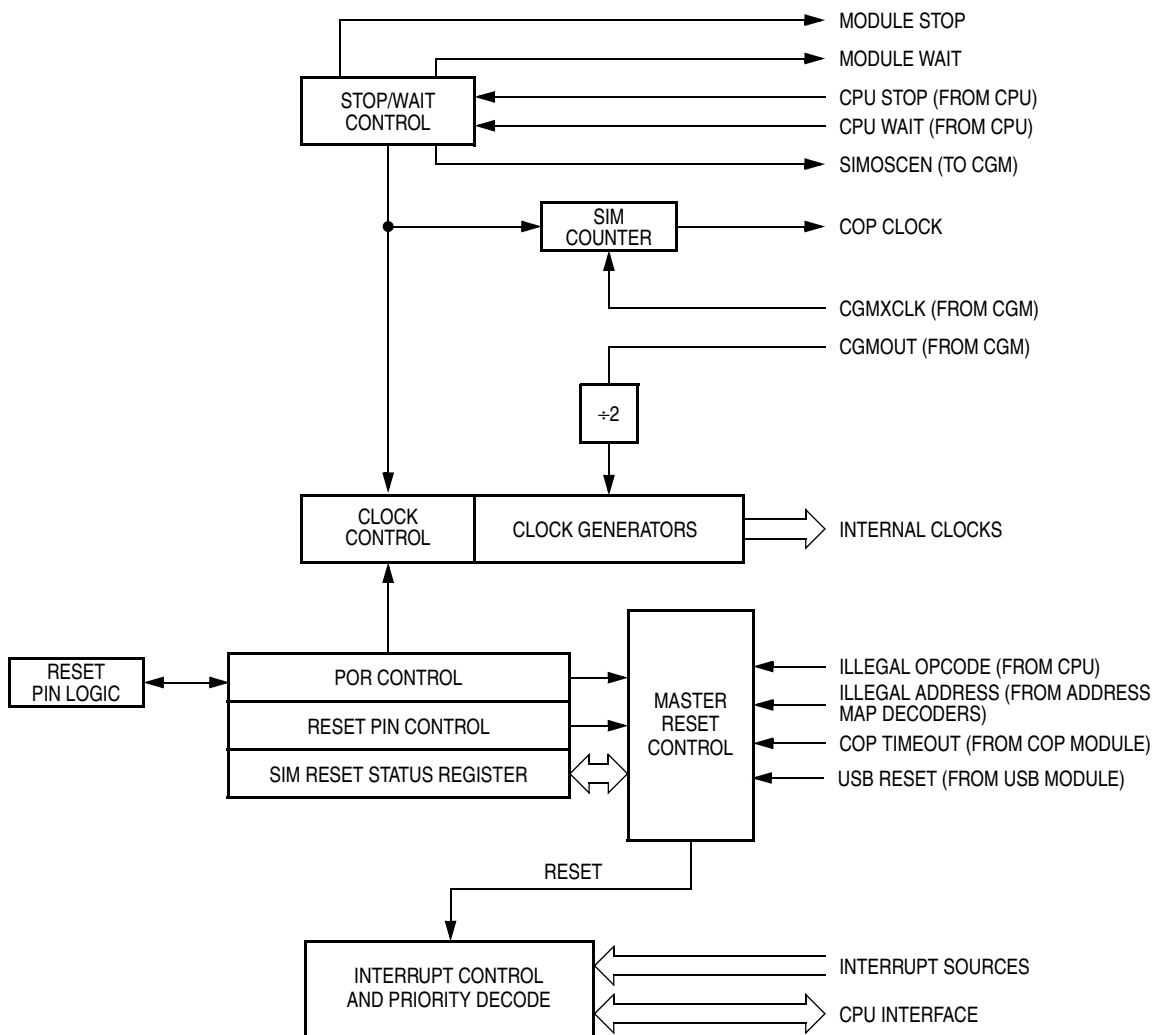 MODULE STOP
MODULE WAIT
STOP/WAIT
CONTROL
CPU STOP (FROM CPU)
CPU WAIT (FROM CPU)
SIMOSCEN (TO CGM)
SIM
COUNTER
COP CLOCK
CGMXCLK (FROM CGM)
CGMOUT (FROM CGM)
÷2
CLOCK
CONTROL
CLOCK GENERATORS
INTERNAL CLOCKS
RESET
PIN LOGIC
POR CONTROL
RESET PIN CONTROL
SIM RESET STATUS REGISTER
MASTER
RESET
CONTROL
ILLEGAL OPCODE (FROM CPU)
ILLEGAL ADDRESS (FROM ADDRESS
MAP DECODERS)
COP TIMEOUT (FROM COP MODULE)
USB RESET (FROM USB MODULE)
RESET
INTERRUPT CONTROL
AND PRIORITY DECODE
INTERRUPT SOURCES
CPU INTERFACE